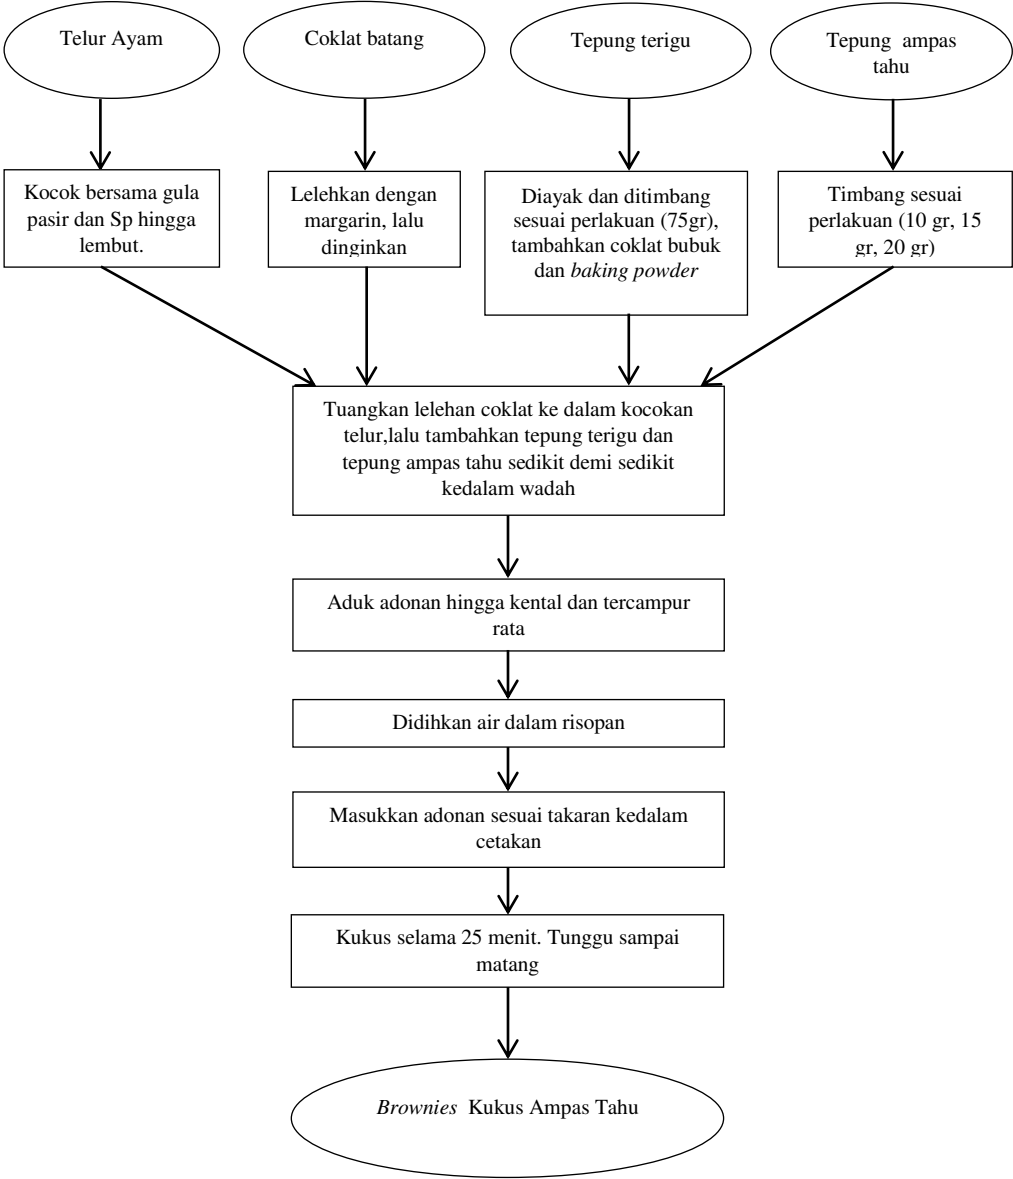 Telur Ayam
Coklat batang
Tepung terigu
Tepung ampas
tahu
Kocok bersama gula
pasir dan Sp hingga
lembut.
Lelehkan dengan
margarin, lalu
dinginkan
Diayak dan ditimbang
sesuai perlakuan (75gr),
tambahkan coklat bubuk
dan baking powder
Timbang sesuai
perlakuan (10 gr, 15
gr, 20 gr)
Tuangkan lelehan coklat ke dalam kocokan
telur,lalu tambahkan tepung terigu dan
tepung ampas tahu sedikit demi sedikit
kedalam wadah
Aduk adonan hingga kental dan tercampur
rata
Didihkan air dalam risopan
Masukkan adonan sesuai takaran kedalam
cetakan
Kukus selama 25 menit. Tunggu sampai
matang
Brownies Kukus Ampas Tahu